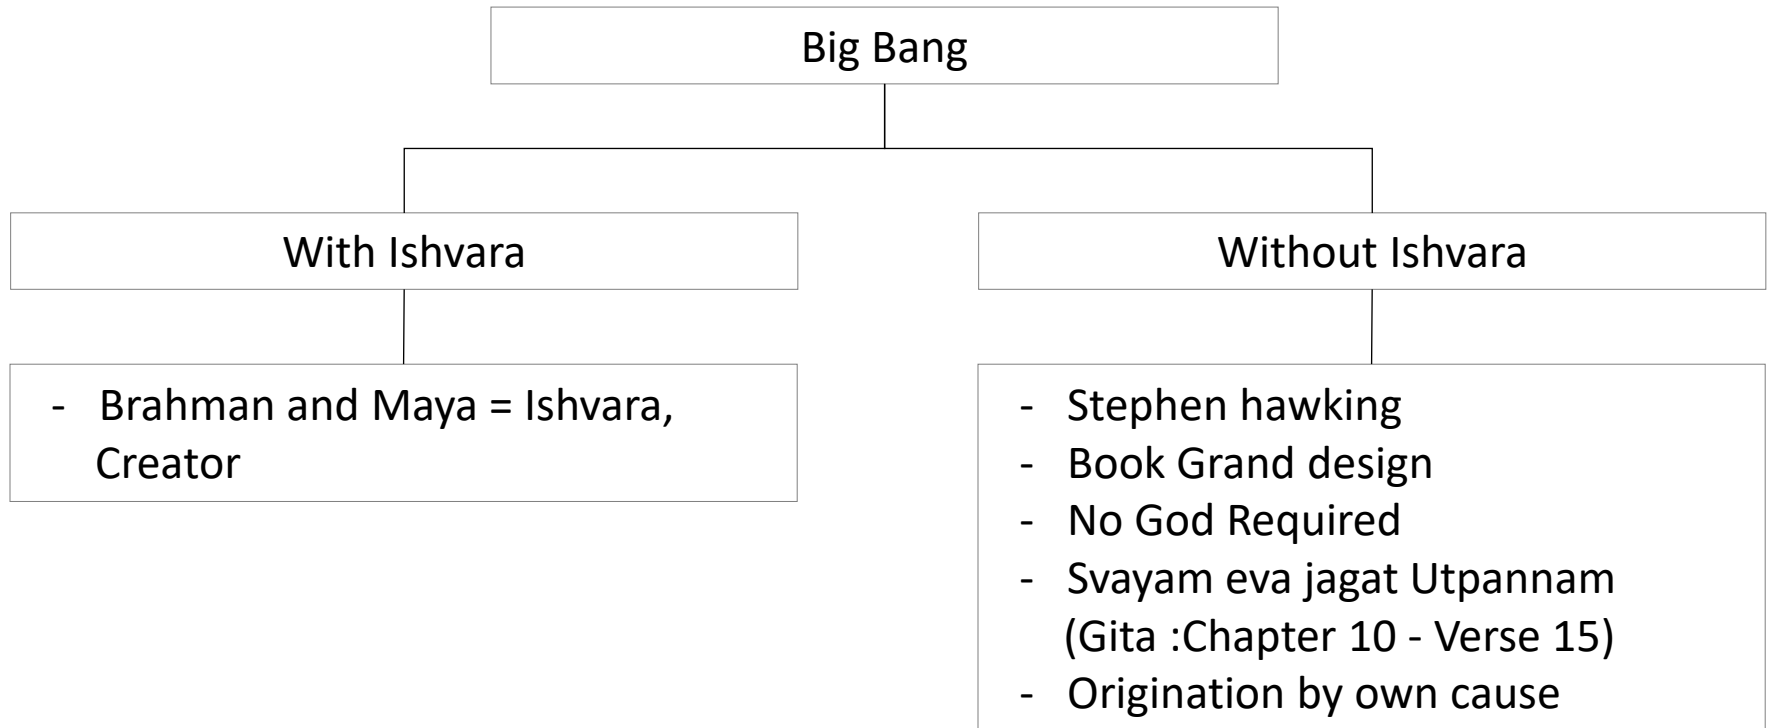 Big Bang
With Ishvara
Without Ishvara
- Brahman and Maya = Ishvara,
Creator
- Stephen hawking
- Book Grand design
- No God Required
- Svayam eva jagat Utpannam
(Gita :Chapter 10 - Verse 15)
- Origination by own cause